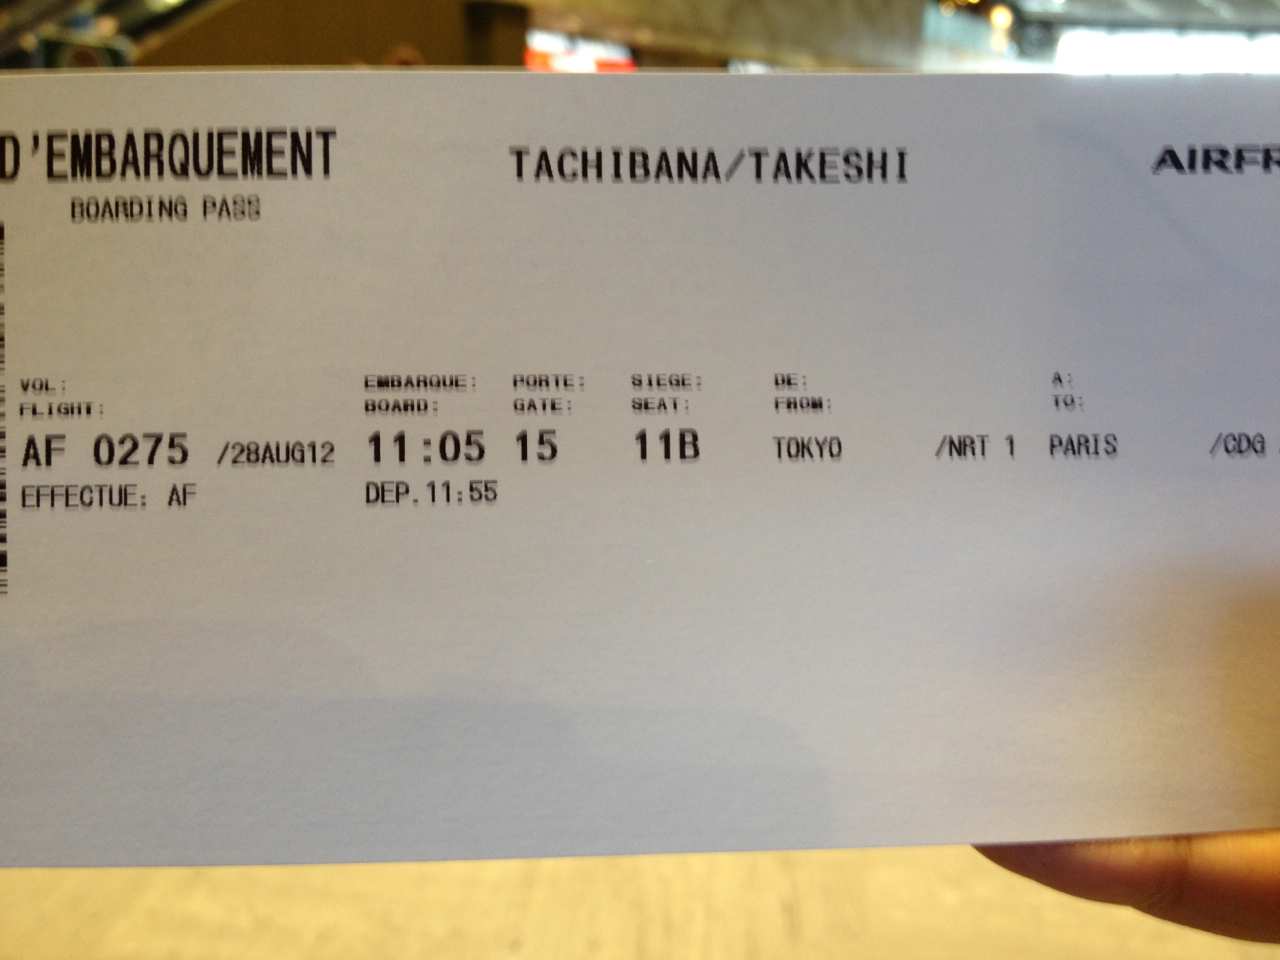 D'EMBARQUEMENT
BOARDING PASS
TACHIBANA/TAKESHI
AIRFR
VOL: EMBARQUE: PORTE: SIEGE: DE: A:
FLIGHT: BOARD: GATE: SEAT: FROM: TO:
AF 0275 /28AUG12 11:05 15 11B TOKYO /NRT 1 PARIS /CDG
EFFECTUE: AF DEP.11:55